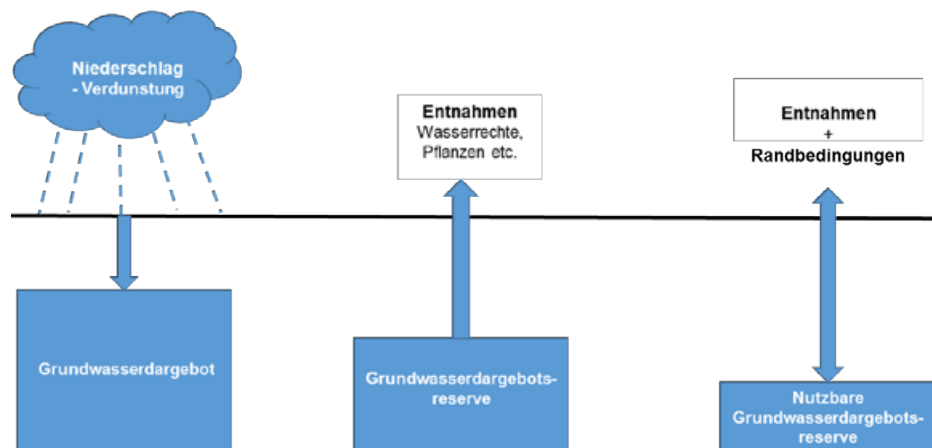 Niederschlag
- Verdunstung
Grundwasserdargebot
Entnahmen
Wasserrechte,
Pflanzen etc.
Grundwasserdargebots-
reserve
Entnahmen
+
Randbedingungen
Nutzbare
Grundwasserdargebots-
reserve